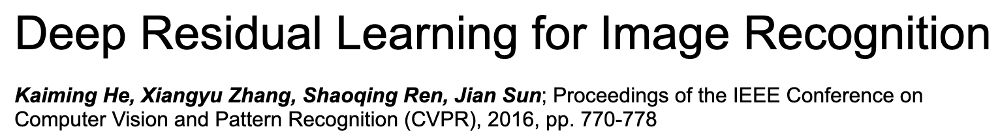 Deep Residual Learning for Image Recognition
Kaiming He, Xiangyu Zhang, Shaoqing Ren, Jian Sun; Proceedings of the IEEE Conference on
Computer Vision and Pattern Recognition (CVPR), 2016, pp. 770-778